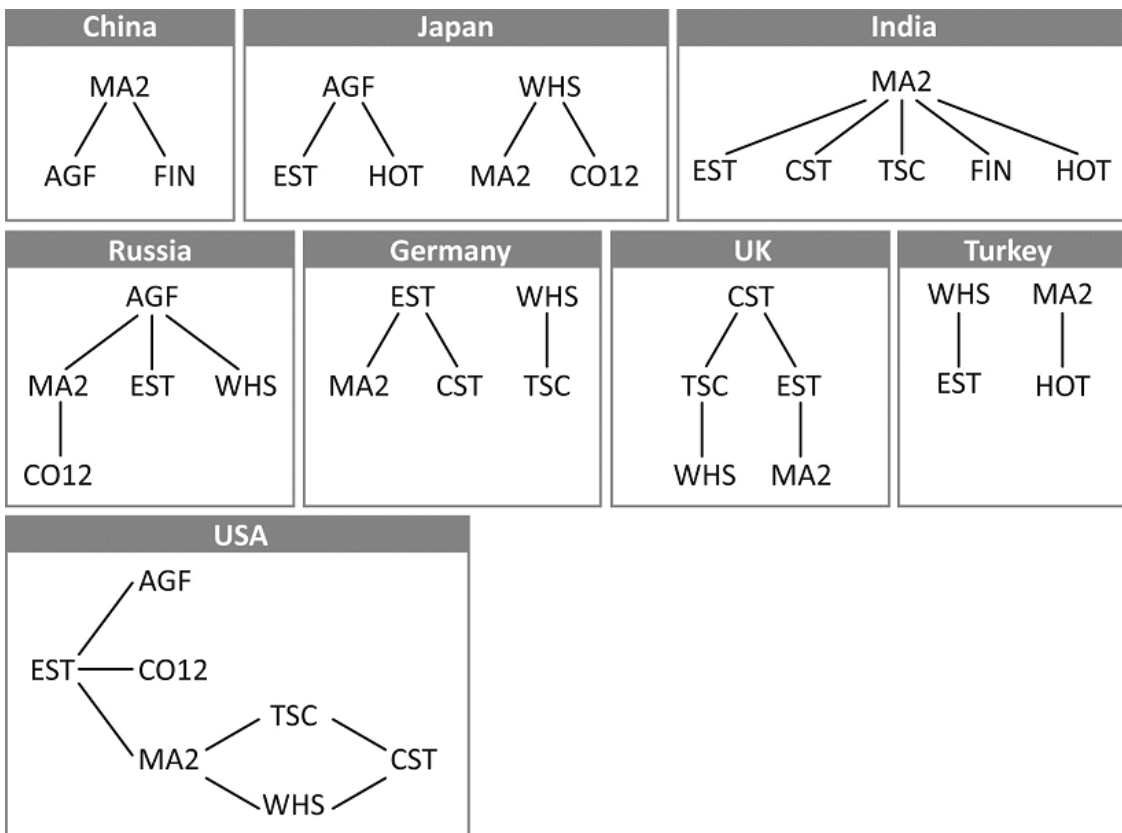 China
MA2
AGF FIN
Japan
AGF WHS
EST HOT MA2 CO12
India
MA2
EST CST TSC FIN HOT
Russia
AGF
MA2 EST WHS
CO12
Germany
EST WHS
MA2 CST TSC
UK
CST
TSC EST
WHS MA2
Turkey
WHS MA2
EST HOT
USA
AGF
EST CO12
TSC
MA2 CST
WHS